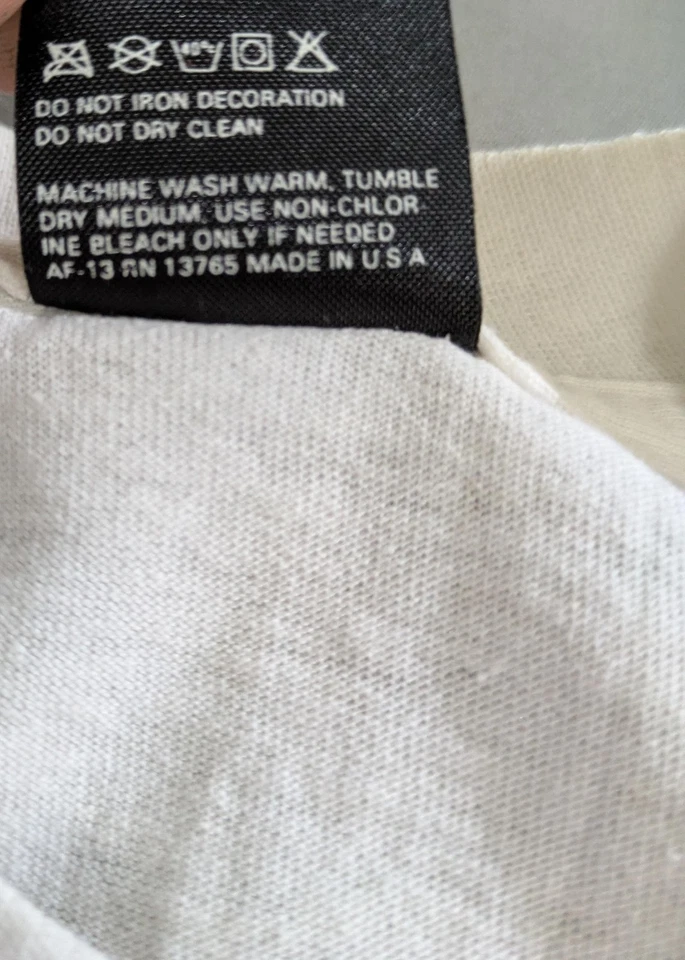 40°
DO NOT IRON DECORATION
DO NOT DRY CLEAN
MACHINE WASH WARM, TUMBLE
DRY MEDIUM. USE NON-CHLOR-
INE BLEACH ONLY IF NEEDED
AF-13 RN 13765 MADE IN U.S.A